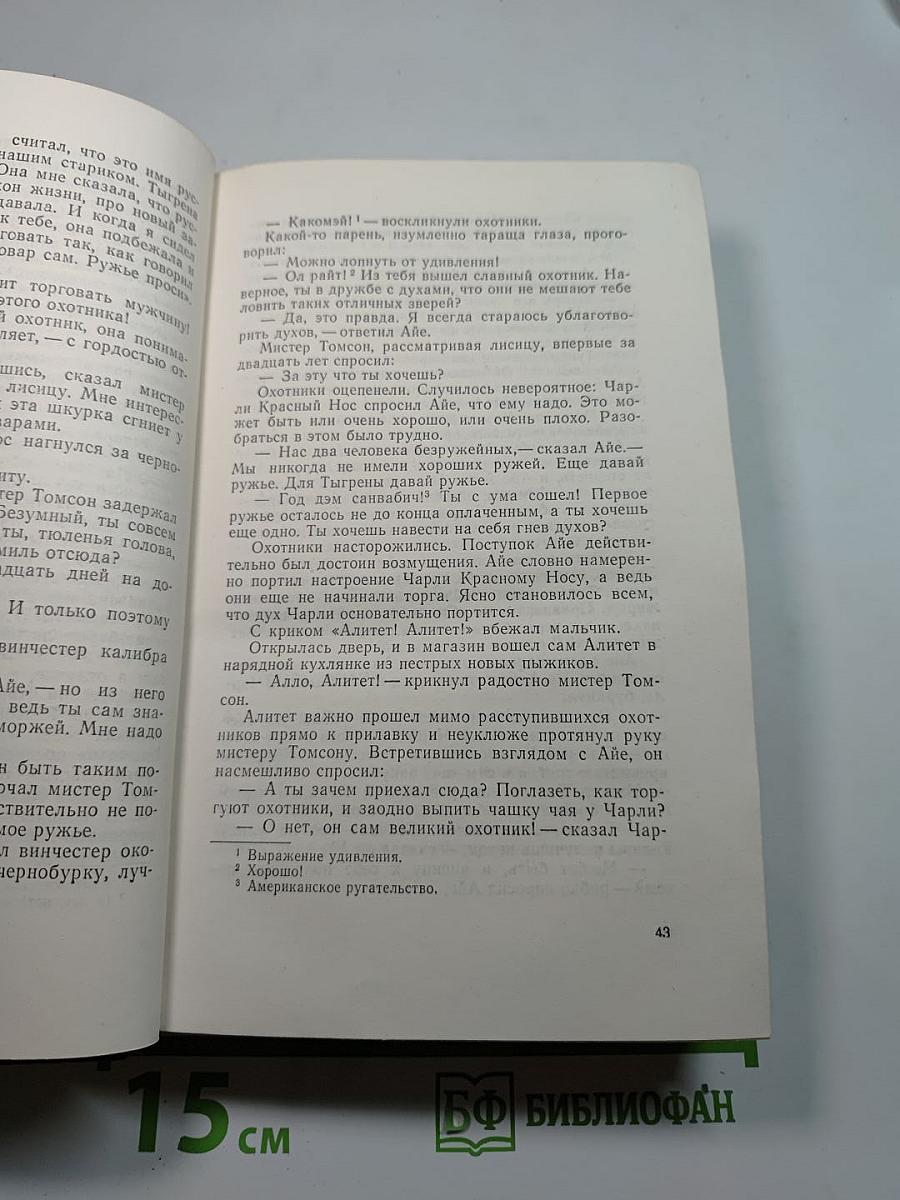 считал, что это имя рус-
нашим стариком. Тыгрена
Она мне сказала, что рус-
кон жизни, про новый за-
давала. И когда я сидел
к тебе, она подбежала и
говать так, как говорил
овар сам. Ружье проси».
ит торговать мужчину!
этого охотника!
й охотник, она понима-
ляет, — с гордостью от-
шись, сказал мистер
лисицу. Мне интерес-
эта шкурка сгниет у
варами.
ос нагнулся за черно-
иту.
тер Томсон задержал
Безумный, ты совсем
ты, тюленья голова,
миль отсюда?
адцать дней на до-
И только поэтому
винчестер калибра
Айе, — но из него
ведь ты сам зна-
моржей. Мне надо
н быть таким по-
рчал мистер Том-
ствительно не по-
мое ружье.
л винчестер око-
чернобурку, луч-
— Какомэй! ¹ — воскликнули охотники.
Какой-то парень, изумленно тараща глаза, прого-
ворил:
— Можно лопнуть от удивления!
— Ол райт! ² Из тебя вышел славный охотник. На-
верное, ты в дружбе с духами, что они не мешают тебе
ловить таких отличных зверей?
— Да, это правда. Я всегда стараюсь ублаготво-
рить духов, — ответил Айе.
Мистер Томсон, рассматривая лисицу, впервые за
двадцать лет спросил:
— За эту что ты хочешь?
Охотники оцепенели. Случилось невероятное: Чар-
ли Красный Нос спросил Айе, что ему надо. Это мо-
жет быть или очень хорошо, или очень плохо. Разо-
браться в этом было трудно.
— Нас два человека безружейных,— сказал Айе.—
Мы никогда не имели хороших ружей. Еще давай
ружье. Для Тыгрены давай ружье.
— Год дэм санвабич!³ Ты с ума сошел! Первое
ружье осталось не до конца оплаченным, а ты хочешь
еще одно. Ты хочешь навести на себя гнев духов?
Охотники насторожились. Поступок Айе действи-
тельно был достоин возмущения. Айе словно намерен-
но портил настроение Чарли Красному Носу, а ведь
они еще не начинали торга. Ясно становилось всем,
что дух Чарли основательно портится.
С криком «Алитет! Алитет!» вбежал мальчик.
Открылась дверь, и в магазин вошел сам Алитет в
нарядной кухлянке из пестрых новых пыжиков.
— Алло, Алитет! — крикнул радостно мистер Том-
сон.
Алитет важно прошел мимо расступившихся охот-
ников прямо к прилавку и неуклюже протянул руку
мистеру Томсону. Встретившись взглядом с Айе, он
насмешливо спросил:
— А ты зачем приехал сюда? Поглазеть, как тор-
гуют охотники, и заодно выпить чашку чая у Чарли?
— О нет, он сам великий охотник! — сказал Чар-
¹ Выражение удивления.
² Хорошо!
³ Американское ругательство.
43
15 см
БФ БИБЛИОФАН